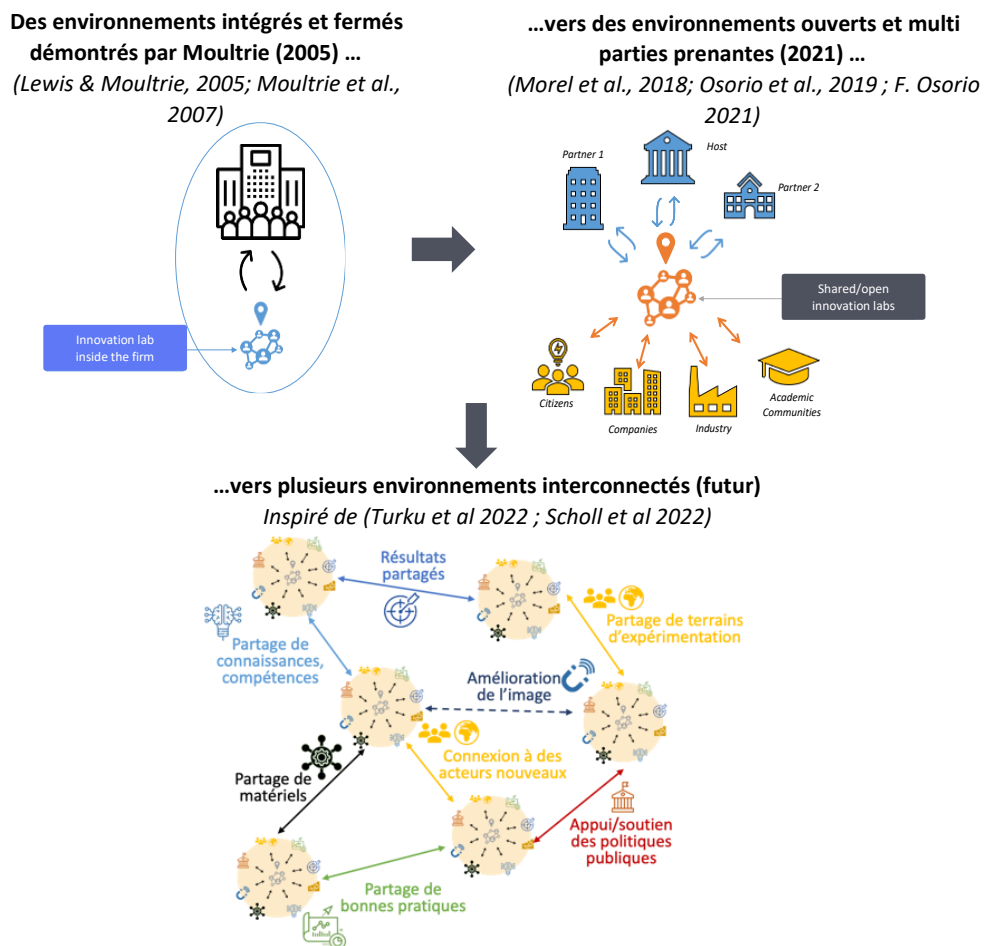 Des environnements intégrés et fermés
démontrés par Moultrie (2005) …
(Lewis & Moultrie, 2005; Moultrie et al.,
2007)
Innovation lab
inside the firm
…vers des environnements ouverts et multi
parties prenantes (2021) …
(Morel et al., 2018; Osorio et al., 2019 ; F. Osorio
2021)
Partner 1
Host
Partner 2
Shared/open
innovation labs
Citizens
Companies
Industry
Academic
Communities
…vers plusieurs environnements interconnectés (futur)
Inspiré de (Turku et al 2022 ; Scholl et al 2022)
Résultats
partagés
Partage de terrains
d'expérimentation
Partage de
connaissances,
compétences
Amélioration
de l'image
Connexion à des
acteurs nouveaux
Partage de
matériels
Appui/soutien
des politiques
publiques
Partage de
bonnes pratiques